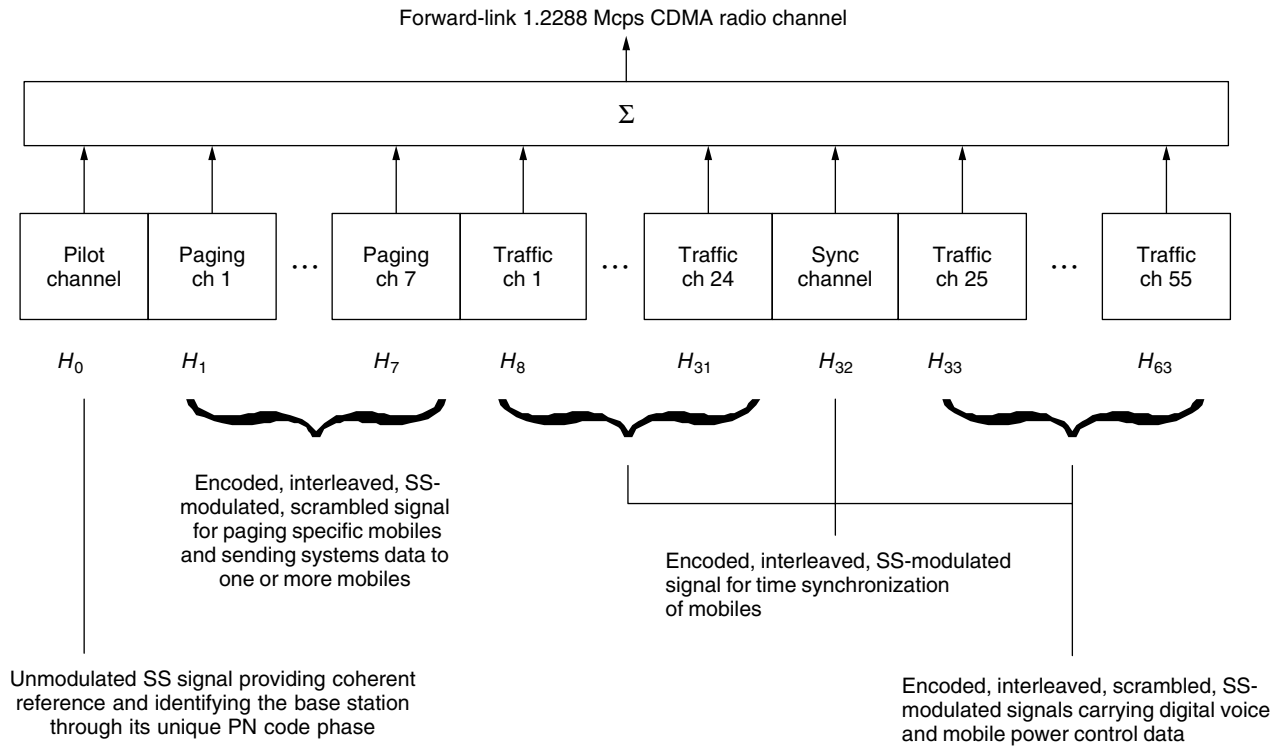 Forward-link 1.2288 Mcps CDMA radio channel
Σ
Pilot
channel
Paging
ch 1
...
Paging
ch 7
Traffic
ch 1
...
Traffic
ch 24
Sync
channel
Traffic
ch 25
...
Traffic
ch 55
H0
H1
H7
H8
H31
H32
H33
H63
Encoded, interleaved, SS-
modulated, scrambled signal
for paging specific mobiles
and sending systems data to
one or more mobiles
Encoded, interleaved, SS-modulated
signal for time synchronization
of mobiles
Unmodulated SS signal providing coherent
reference and identifying the base station
through its unique PN code phase
Encoded, interleaved, scrambled, SS-
modulated signals carrying digital voice
and mobile power control data